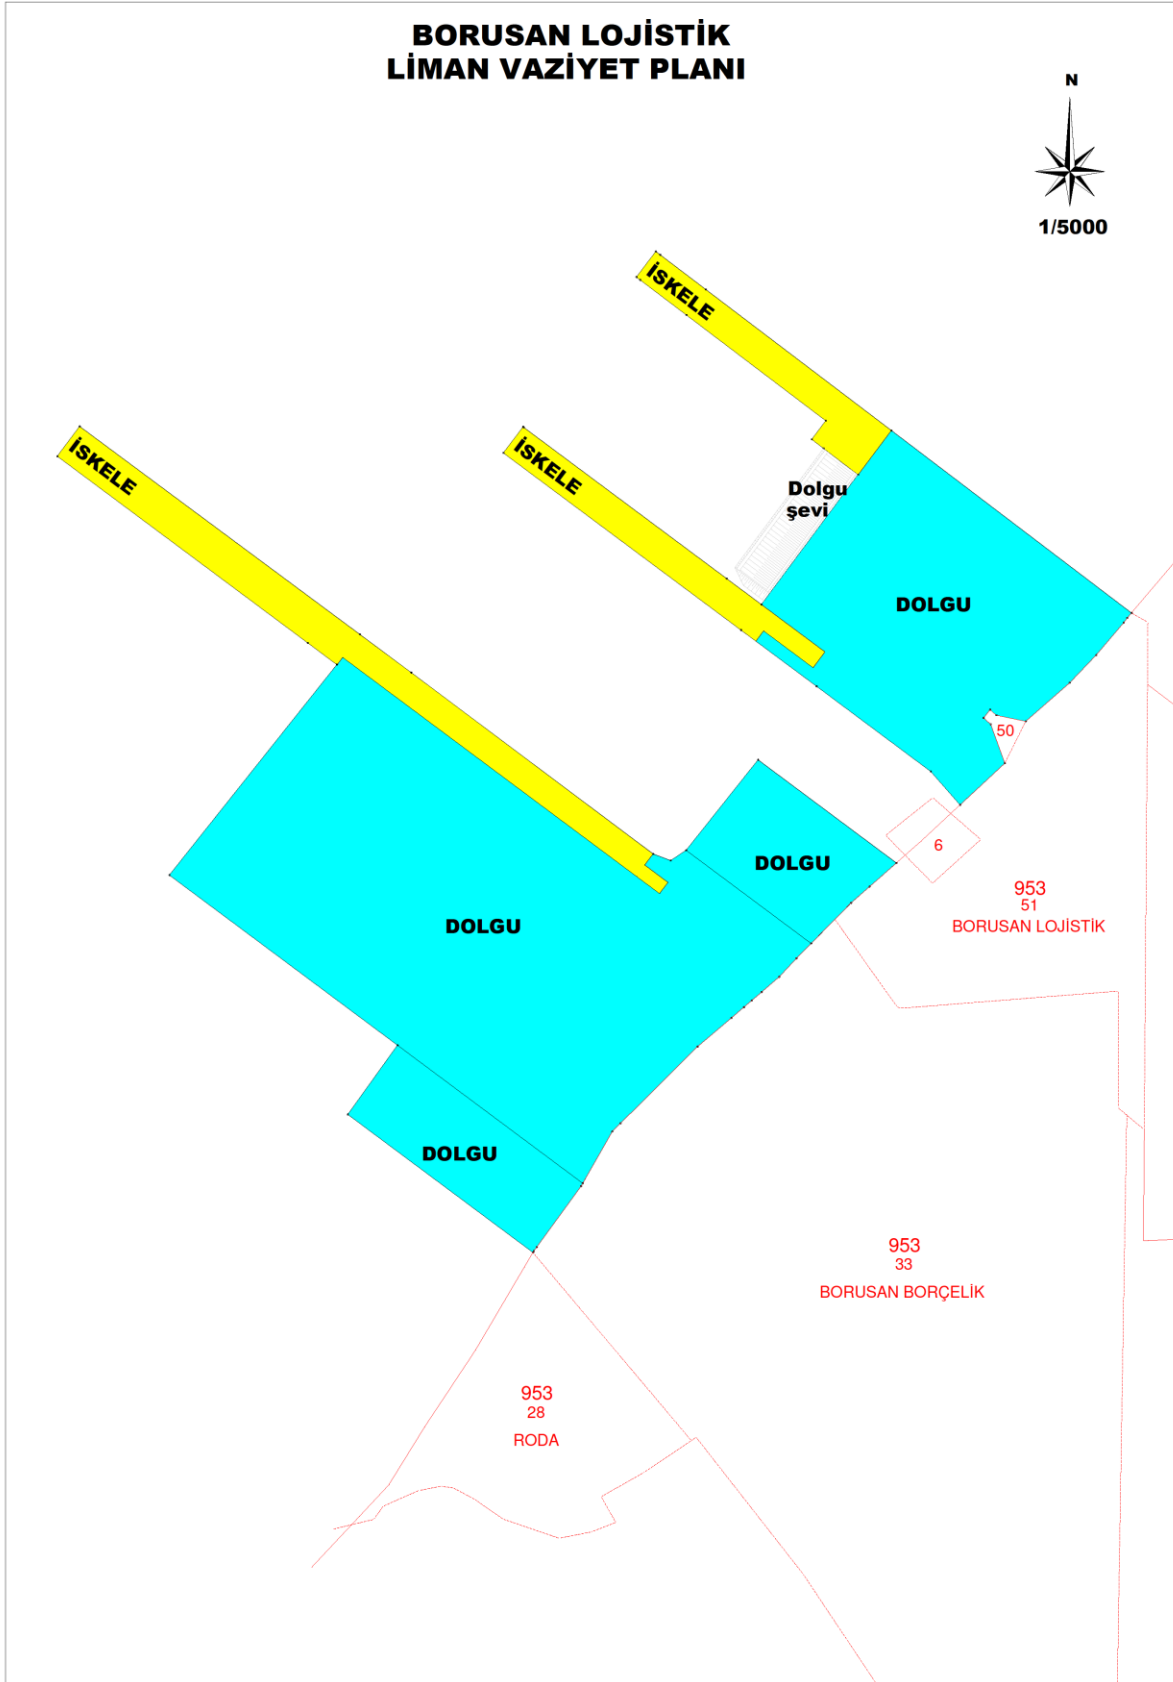 BORUSAN LOJİSTİK
LİMAN VAZİYET PLANI
N
1/5000
İSKELE
İSKELE
İSKELE
Dolgu
şevi
DOLGU
50
6
DOLGU
953
51
BORUSAN LOJİSTİK
DOLGU
DOLGU
953
33
BORUSAN BORÇELİK
953
28
RODA